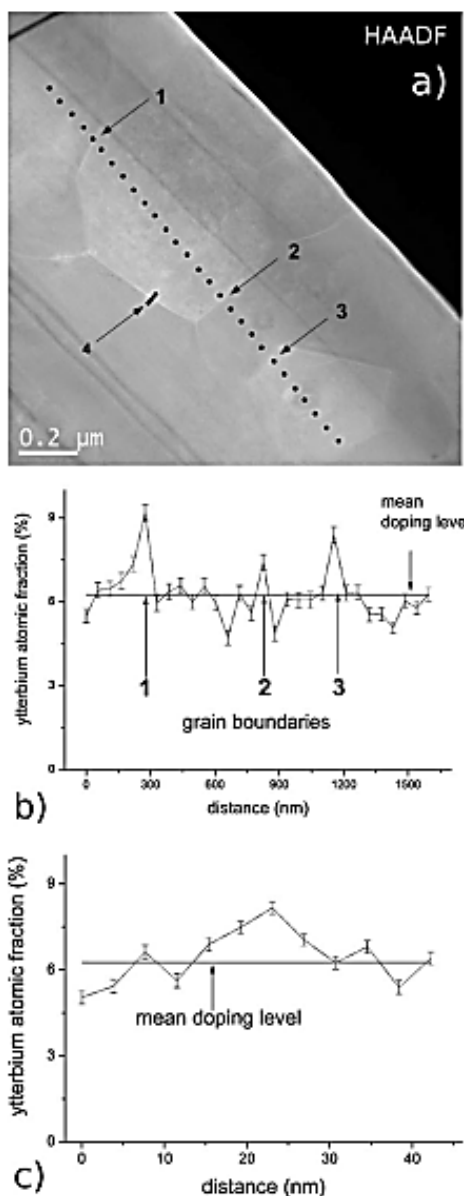 HAADF
a)
1
2
3
4
0.2 µm
ytterbium atomic fraction (%)
9
6
3
0
mean
doping level
1
2
3
grain boundaries
0
300
600
900
1200
1500
distance (nm)
b)
ytterbium atomic fraction (%)
9
6
3
0
mean doping level
0
10
20
30
40
distance (nm)
c)